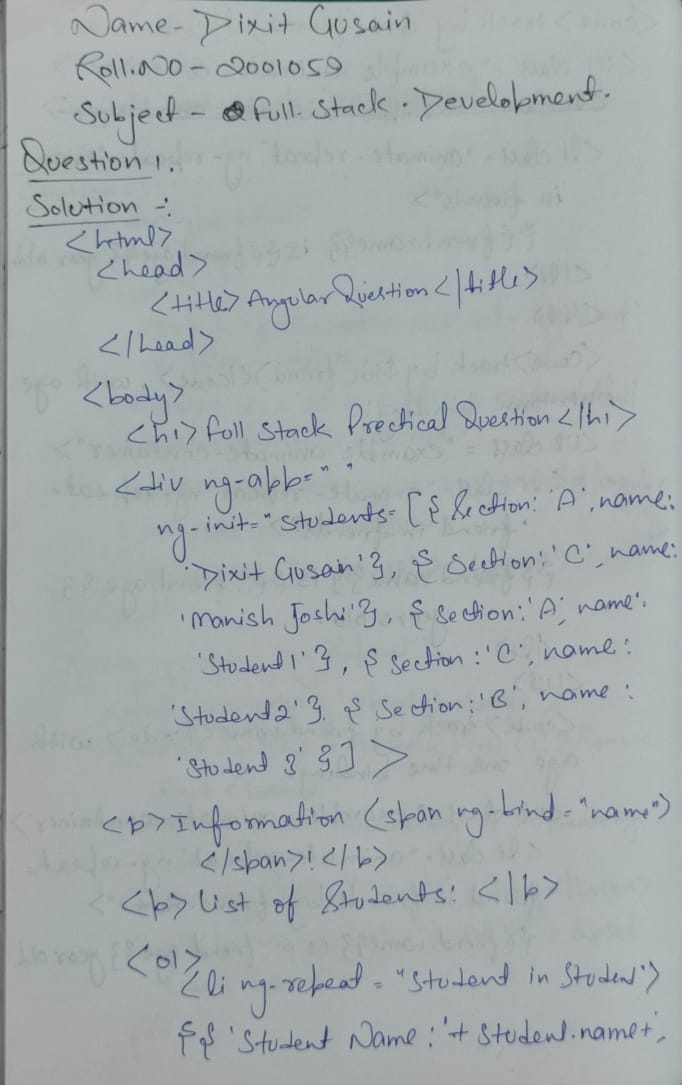 Name- Dixit Gusain
Roll.NO - 2001059
Subject - Full Stack. Development.
Question 1.
Solution -:
<html>
<head>
<title> Angular Question </title>
</head>
<body>
<h1> Full Stack Prectical Question </h1>
<div ng-app=" "
ng-init="students= [{ Section: 'A', name:
'Dixit Gusain'}, { Section: 'C', name:
'Manish Joshi'}, { Section: 'A', name:
'Student 1'}, { Section: 'C', name:
'Student 2'}, { Section: 'B', name:
'Student 3' }] >
<p> Information <span ng-bind = "name">
</span>! </p>
<p> List of Students: </p>
<ol>
<li ng-repeat = "Student in Student">
{{ 'Student Name: '+ Student.name+'